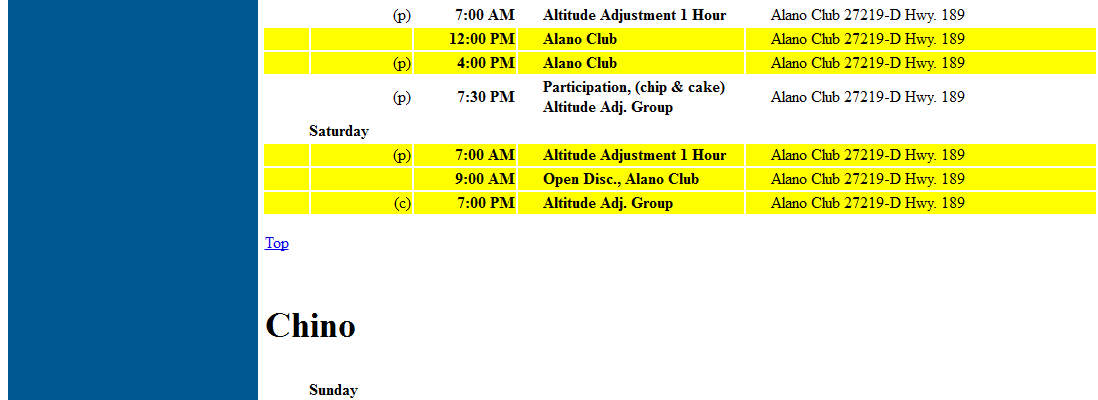 (p) 7:00 AM Altitude Adjustment 1 Hour Alano Club 27219-D Hwy. 189
12:00 PM Alano Club Alano Club 27219-D Hwy. 189
(p) 4:00 PM Alano Club Alano Club 27219-D Hwy. 189
(p) 7:30 PM Participation, (chip & cake) Alano Club 27219-D Hwy. 189
Altitude Adj. Group
Saturday
(p) 7:00 AM Altitude Adjustment 1 Hour Alano Club 27219-D Hwy. 189
9:00 AM Open Disc., Alano Club Alano Club 27219-D Hwy. 189
(c) 7:00 PM Altitude Adj. Group Alano Club 27219-D Hwy. 189
Top
Chino
Sunday